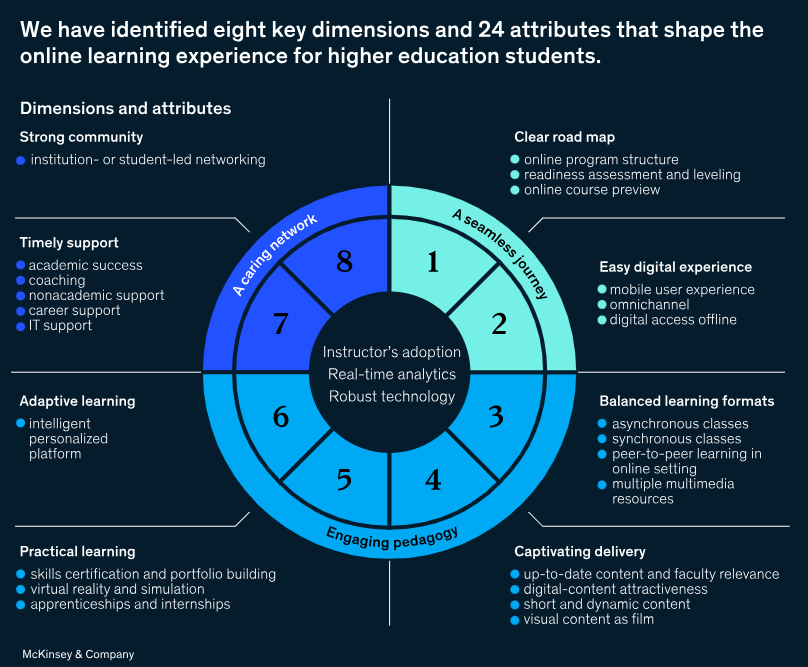 We have identified eight key dimensions and 24 attributes that shape the
online learning experience for higher education students.
Dimensions and attributes
Strong community
institution- or student-led networking
Timely support
academic success
coaching
nonacademic support
career support
IT support
Adaptive learning
intelligent
personalized
platform
Practical learning
skills certification and portfolio building
virtual reality and simulation
apprenticeships and internships
A caring network
A seamless journey
Engaging pedagogy
8
1
7
2
6
3
5
4
Instructor's adoption
Real-time analytics
Robust technology
Clear road map
online program structure
readiness assessment and leveling
online course preview
Easy digital experience
mobile user experience
omnichannel
digital access offline
Balanced learning formats
asynchronous classes
synchronous classes
peer-to-peer learning in
online setting
multiple multimedia
resources
Captivating delivery
up-to-date content and faculty relevance
digital-content attractiveness
short and dynamic content
visual content as film
McKinsey & Company